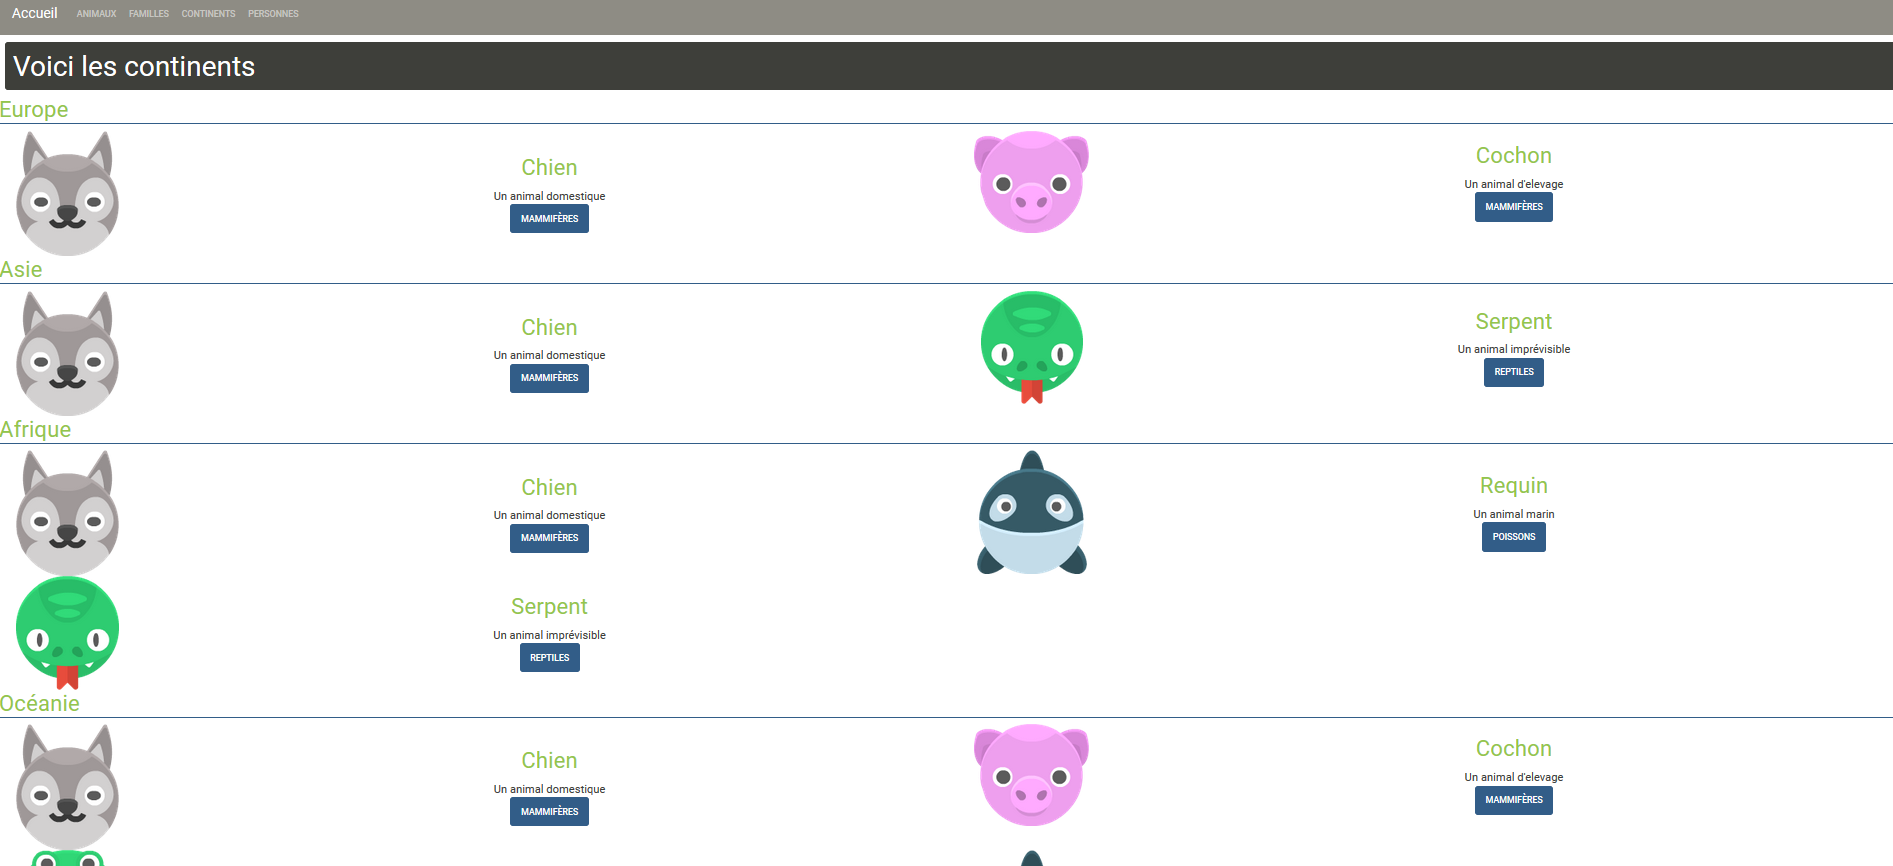 Accueil ANIMAUX FAMILLES CONTINENTS PERSONNES
Voici les continents
Europe
Chien
Un animal domestique
MAMMIFÈRES
Cochon
Un animal d'elevage
MAMMIFÈRES
Asie
Chien
Un animal domestique
MAMMIFÈRES
Serpent
Un animal imprévisible
REPTILES
Afrique
Chien
Un animal domestique
MAMMIFÈRES
Requin
Un animal marin
POISSONS
Serpent
Un animal imprévisible
REPTILES
Océanie
Chien
Un animal domestique
MAMMIFÈRES
Cochon
Un animal d'elevage
MAMMIFÈRES